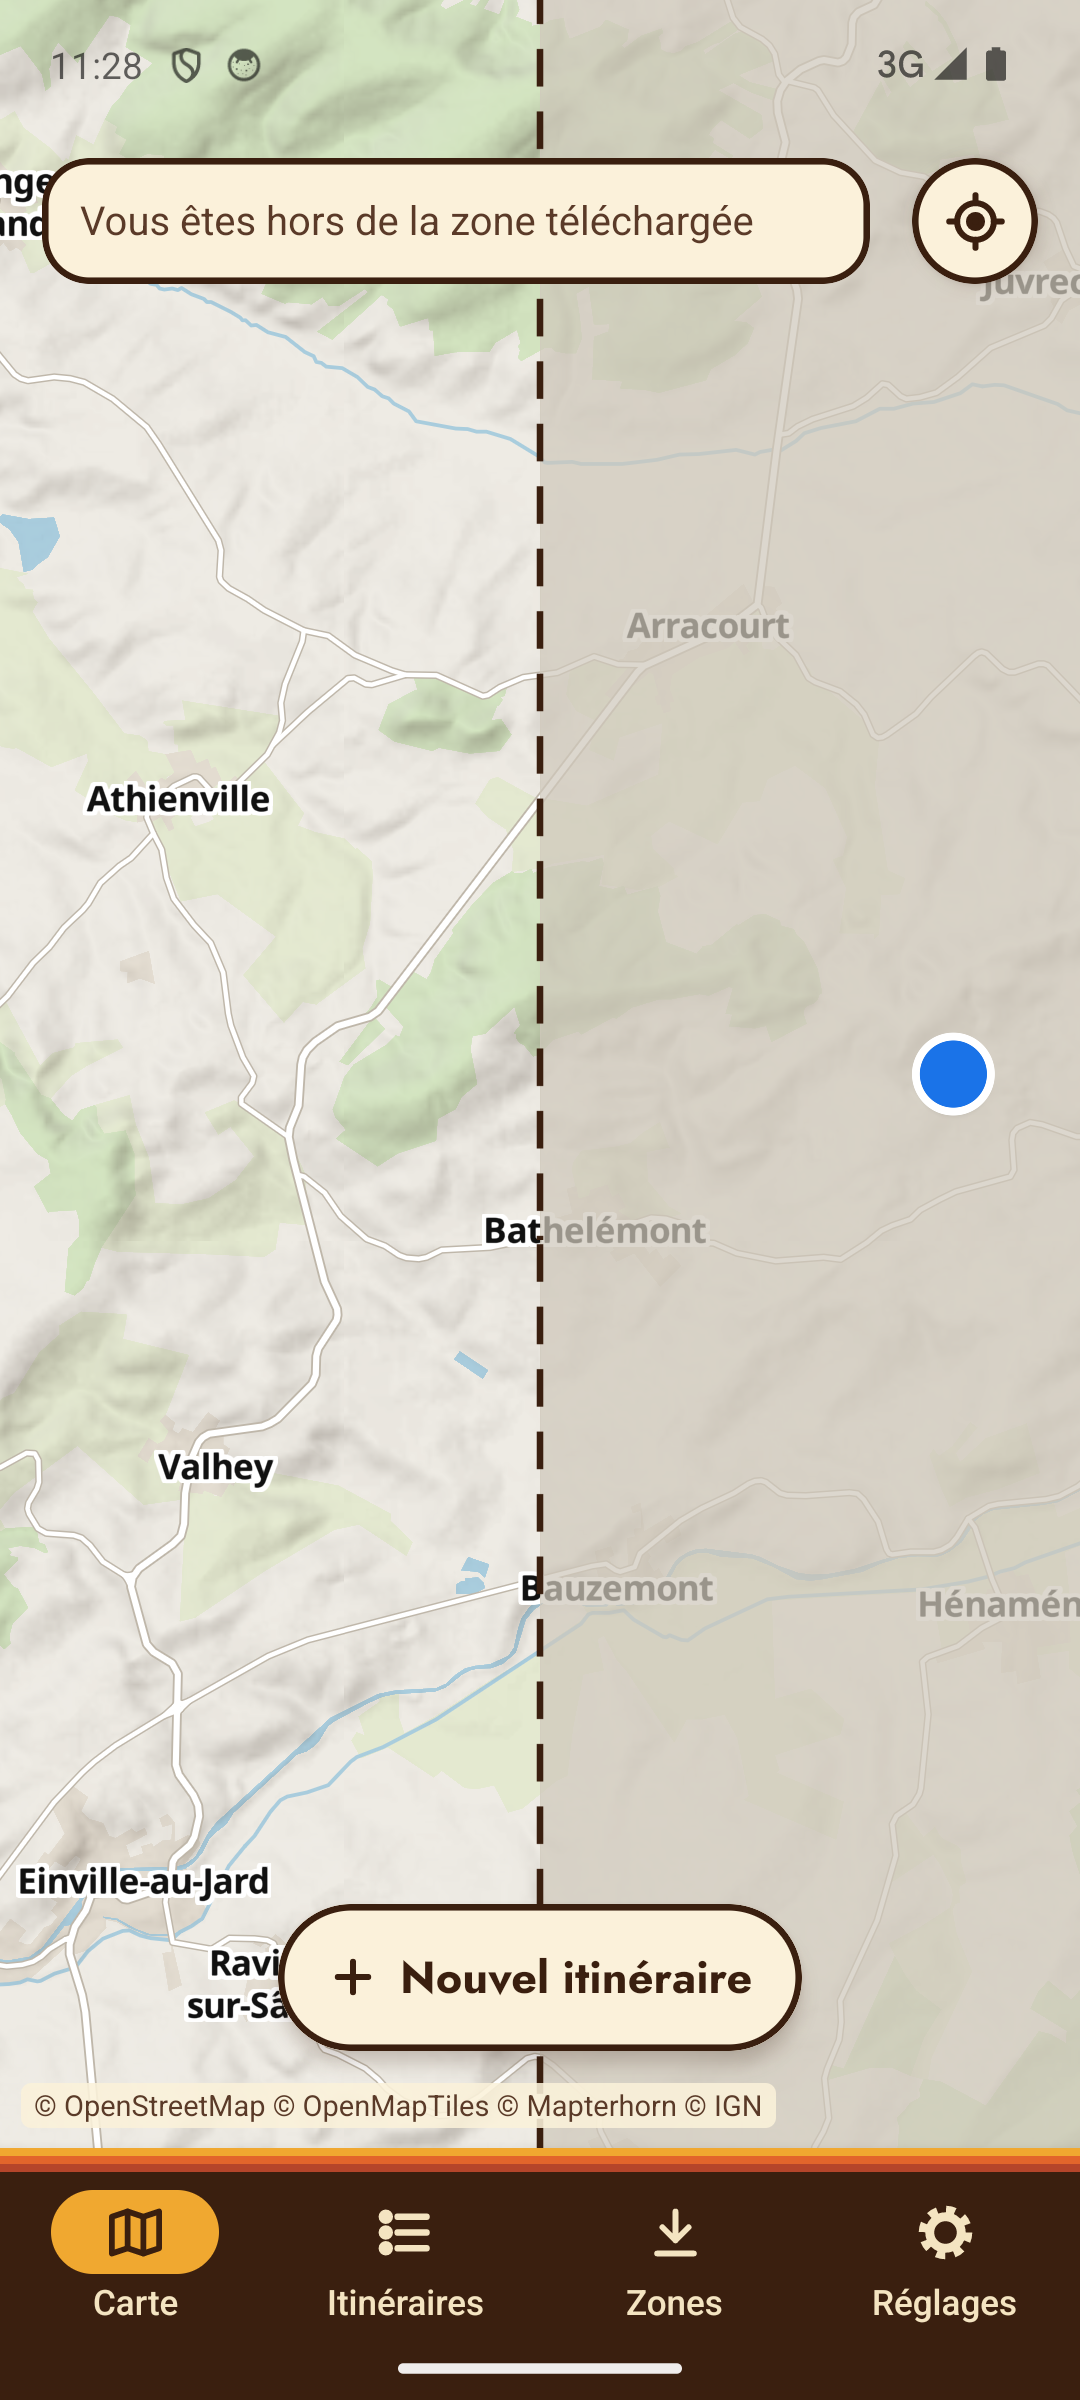 11:28
3G
Vous êtes hors de la zone téléchargée
Arracourt
Athienville
Bathelémont
Valhey
Bauzemont
Hénamén
Einville-au-Jard
Ravi
sur-Sâ
+ Nouvel itinéraire
© OpenStreetMap © OpenMapTiles © Mapterhorn © IGN
Carte
Itinéraires
Zones
Réglages